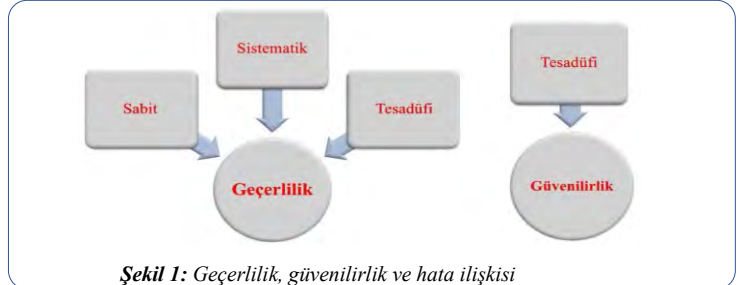 Sistematik
Tesadüfi
Sabit
Tesadüfi
Geçerlilik
Güvenilirlik
Şekil 1: Geçerlilik, güvenilirlik ve hata ilişkisi